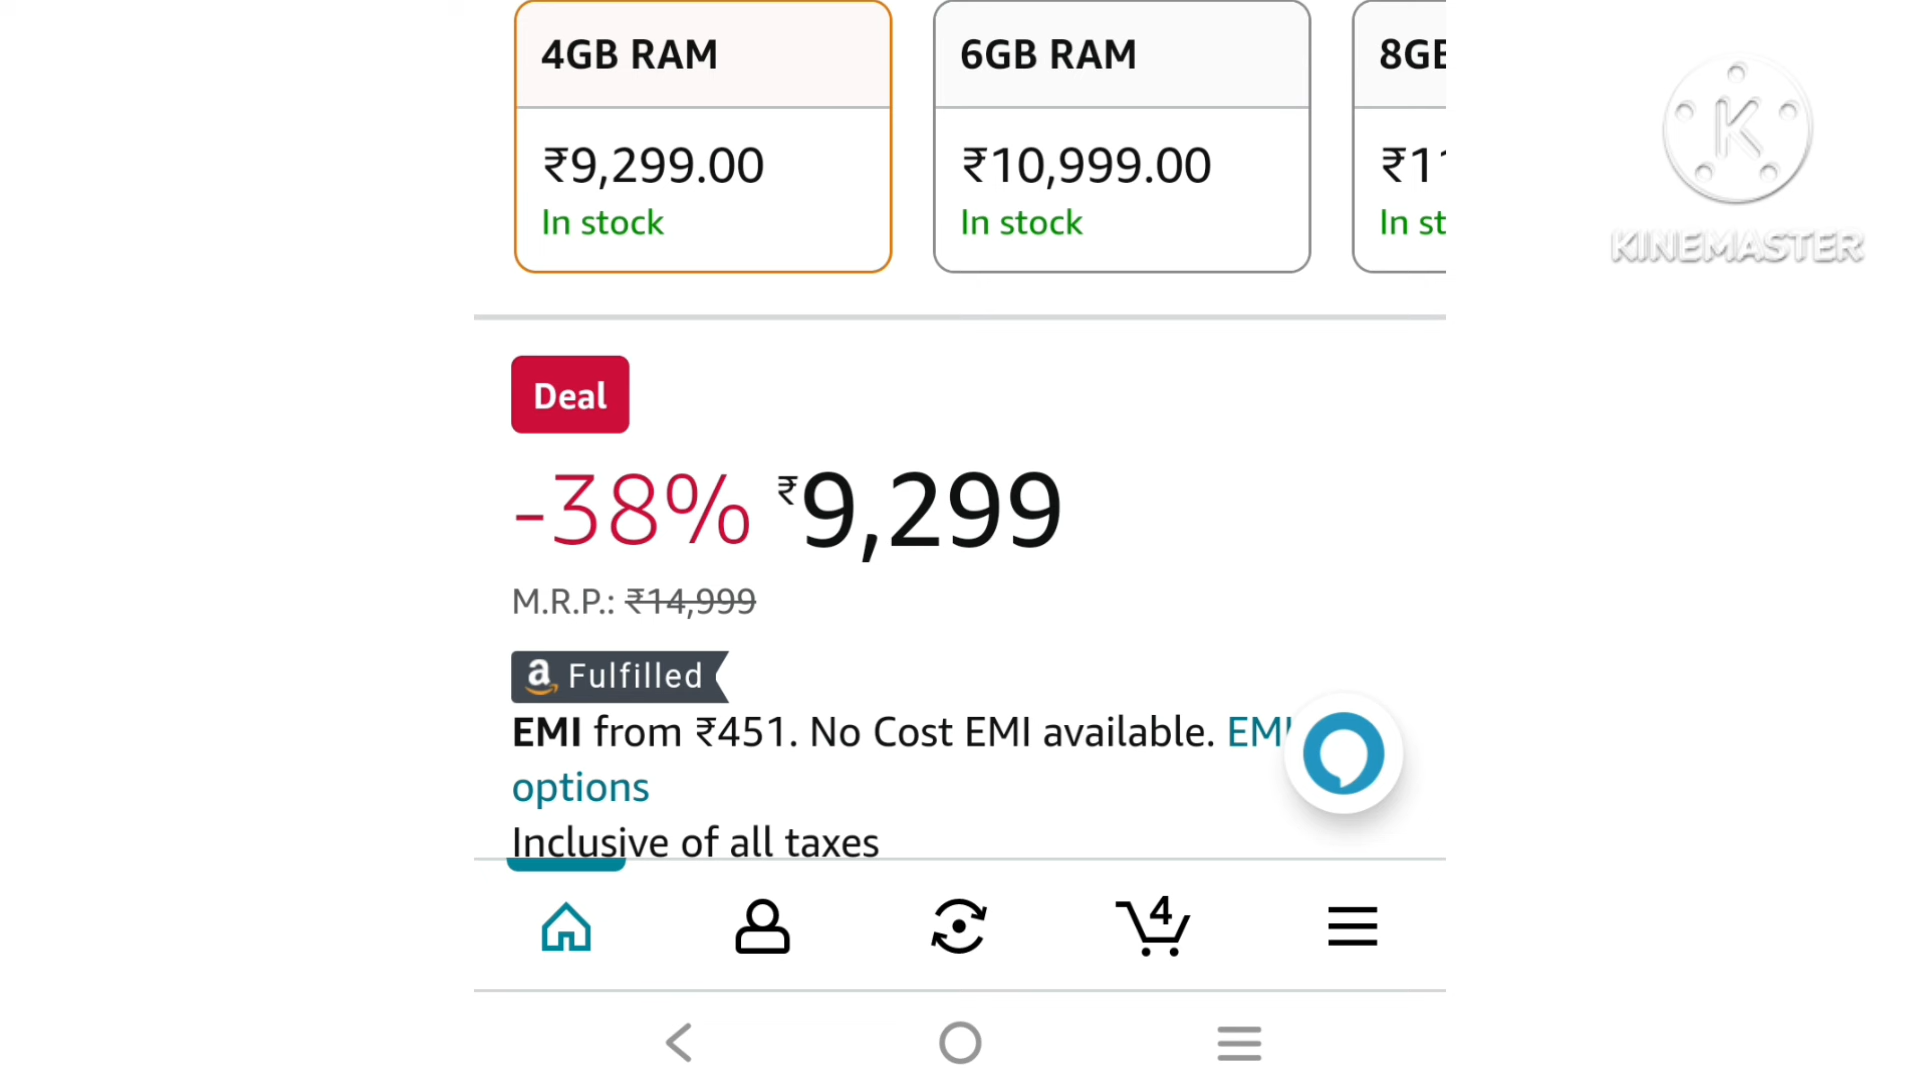 4GB RAM
₹9,299.00
In stock
6GB RAM
₹10,999.00
In stock
8GB
₹11
In st
K
KINEMASTER
Deal
-38% ₹9,299
M.R.P.: ₹14,999
a Fulfilled
EMI from ₹451. No Cost EMI available. EMI
options
Inclusive of all taxes
4